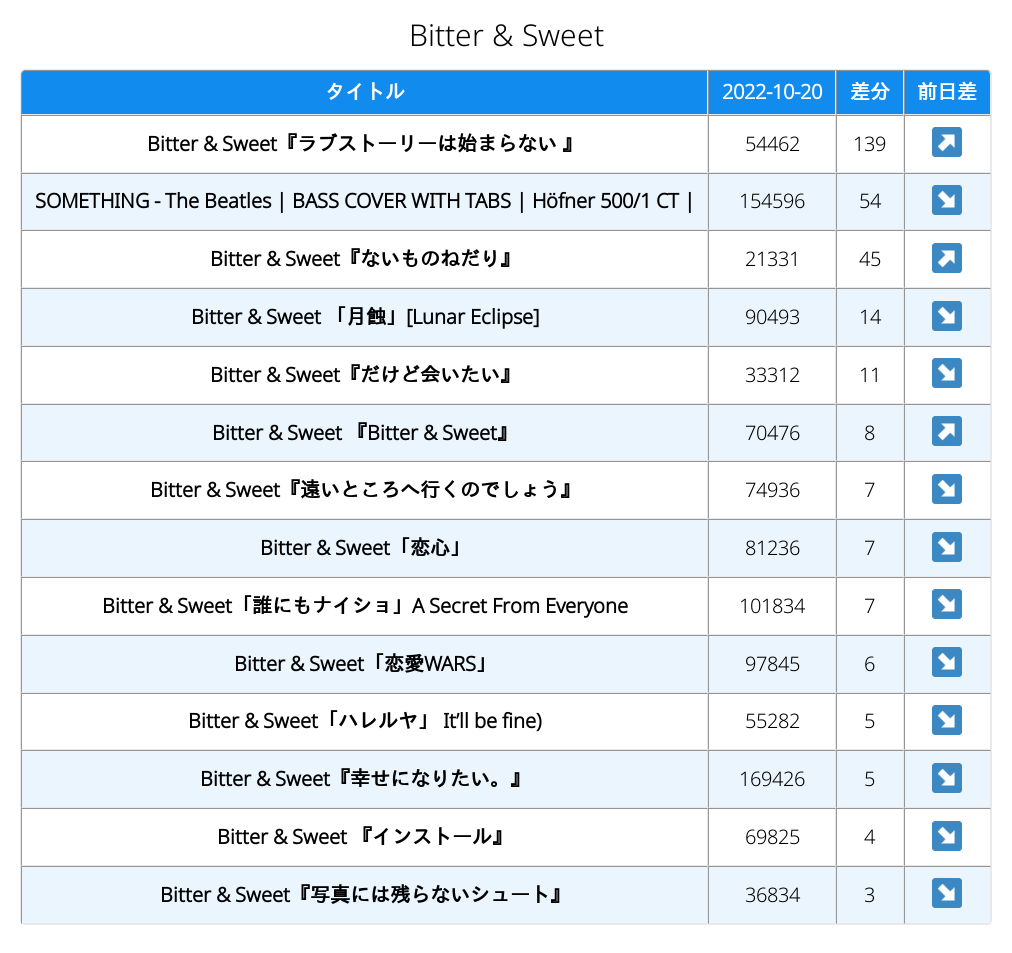 Bitter & Sweet
タイトル 2022-10-20 差分 前日差
Bitter & Sweet『ラブストーリーは始まらない 』 54462 139 ↗
SOMETHING - The Beatles | BASS COVER WITH TABS | Höfner 500/1 CT | 154596 54 ↘
Bitter & Sweet『ないものねだり』 21331 45 ↗
Bitter & Sweet 「月蝕」[Lunar Eclipse] 90493 14 ↘
Bitter & Sweet『だけど会いたい』 33312 11 ↘
Bitter & Sweet 『Bitter & Sweet』 70476 8 ↗
Bitter & Sweet『遠いところへ行くのでしょう』 74936 7 ↘
Bitter & Sweet「恋心」 81236 7 ↘
Bitter & Sweet「誰にもナイショ」A Secret From Everyone 101834 7 ↘
Bitter & Sweet「恋愛WARS」 97845 6 ↘
Bitter & Sweet「ハレルヤ」 It’ll be fine) 55282 5 ↘
Bitter & Sweet『幸せになりたい。』 169426 5 ↘
Bitter & Sweet 『インストール』 69825 4 ↘
Bitter & Sweet『写真には残らないシュート』 36834 3 ↘